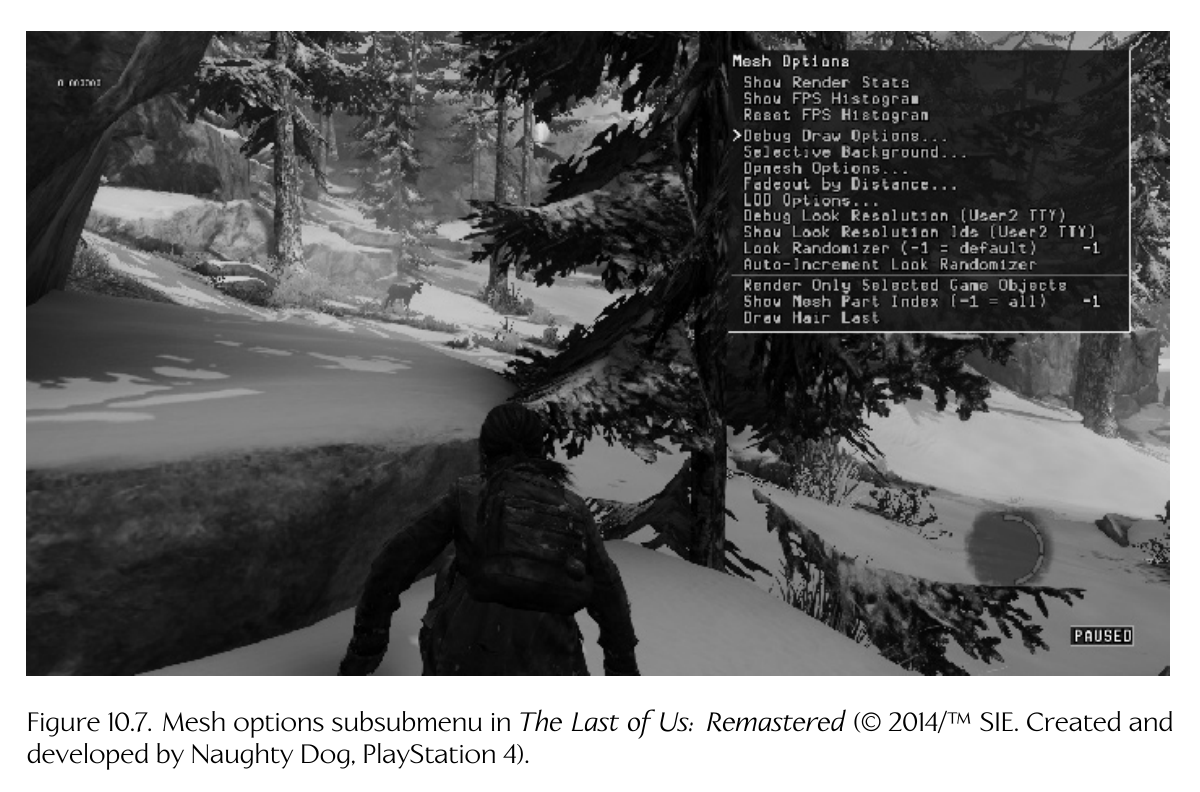 0 003303
Mesh Options
Show Render Stats
Show FPS Histogram
Reset FPS Histogram
>Debug Draw Options...
Selective Background...
Dpmesh Options...
Fadeout by Distance...
LOD Options...
Debug Look Resolution (User2 TTY)
Show Look Resolution Ids (User2 TTY)
Look Randomizer (-1 = default) -1
Auto-Increment Look Randomizer
Render Only Selected Game Objects
Show Mesh Part Index (-1 = all) -1
Draw Hair Last
PAUSED
Figure 10.7. Mesh options subsubmenu in The Last of Us: Remastered (© 2014/™ SIE. Created and
developed by Naughty Dog, PlayStation 4).